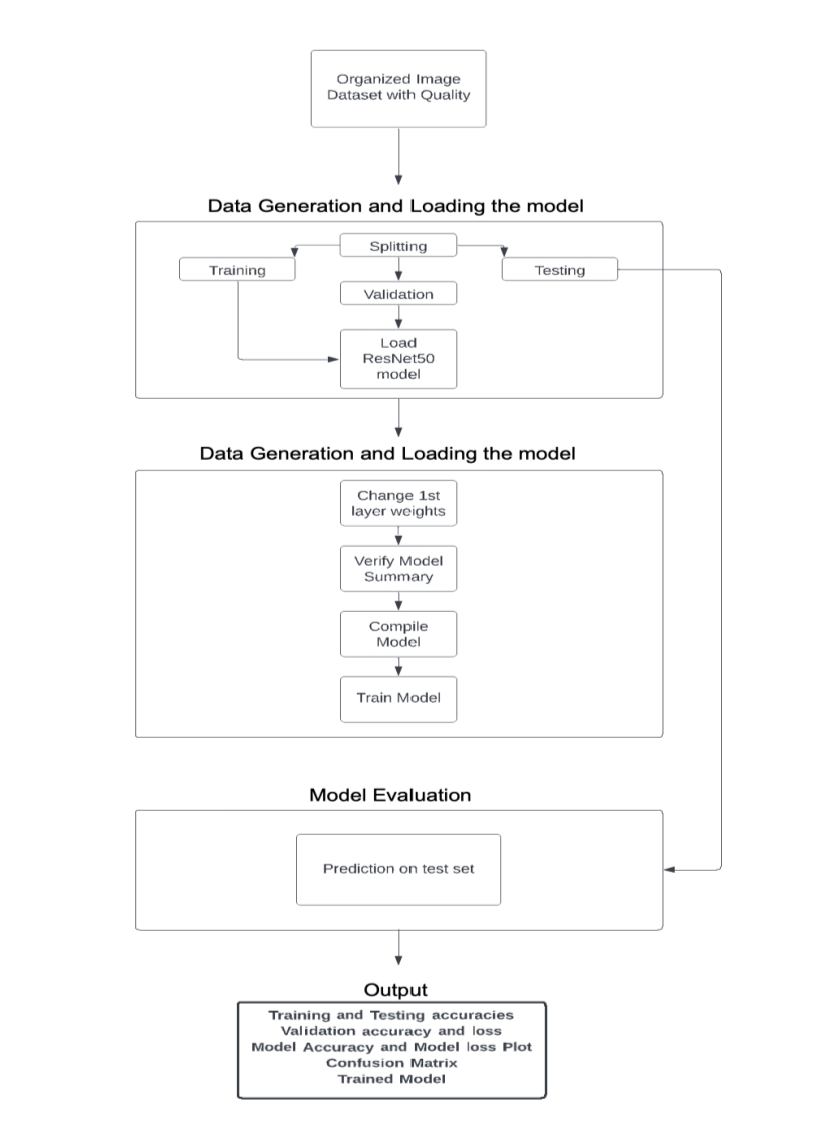 Organized Image
Dataset with Quality
Data Generation and Loading the model
Splitting
Training
Testing
Validation
Load
ResNet50
model
Data Generation and Loading the model
Change 1st
layer weights
Verify Model
Summary
Compile
Model
Train Model
Model Evaluation
Prediction on test set
Output
Training and Testing accuracies
Validation accuracy and loss
Model Accuracy and Model loss Plot
Confusion Matrix
Trained Model